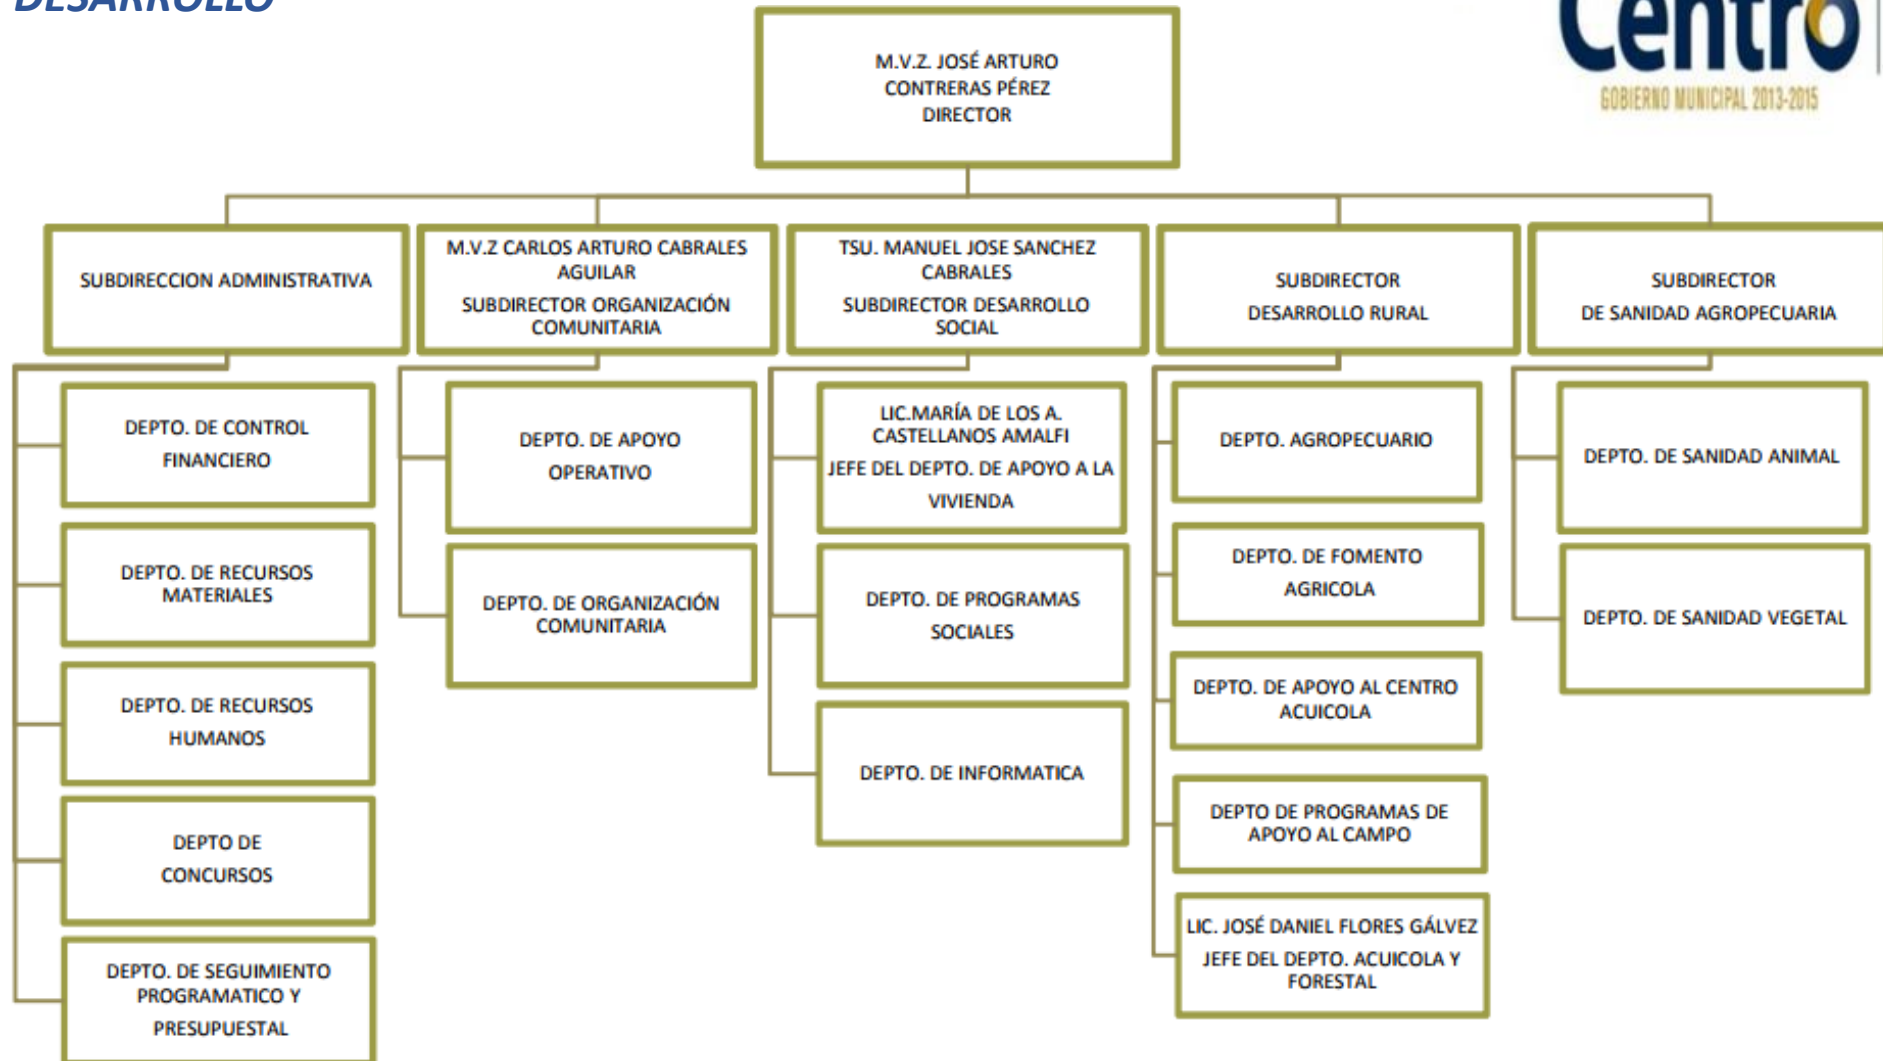 DESARROLLO
Centro
GOBIERNO MUNICIPAL 2013-2015
M.V.Z. JOSÉ ARTURO
CONTRERAS PÉREZ
DIRECTOR
SUBDIRECCION ADMINISTRATIVA
M.V.Z CARLOS ARTURO CABRALES
AGUILAR
SUBDIRECTOR ORGANIZACIÓN
COMUNITARIA
TSU. MANUEL JOSE SANCHEZ
CABRALES
SUBDIRECTOR DESARROLLO
SOCIAL
SUBDIRECTOR
DESARROLLO RURAL
SUBDIRECTOR
DE SANIDAD AGROPECUARIA
DEPTO. DE CONTROL
FINANCIERO
DEPTO. DE RECURSOS
MATERIALES
DEPTO. DE RECURSOS
HUMANOS
DEPTO DE
CONCURSOS
DEPTO. DE SEGUIMIENTO
PROGRAMATICO Y
PRESUPUESTAL
DEPTO. DE APOYO
OPERATIVO
DEPTO. DE ORGANIZACIÓN
COMUNITARIA
LIC.MARÍA DE LOS A.
CASTELLANOS AMALFI
JEFE DEL DEPTO. DE APOYO A LA
VIVIENDA
DEPTO. DE PROGRAMAS
SOCIALES
DEPTO. DE INFORMATICA
DEPTO. AGROPECUARIO
DEPTO. DE FOMENTO
AGRICOLA
DEPTO. DE APOYO AL CENTRO
ACUICOLA
DEPTO DE PROGRAMAS DE
APOYO AL CAMPO
LIC. JOSÉ DANIEL FLORES GÁLVEZ
JEFE DEL DEPTO. ACUICOLA Y
FORESTAL
DEPTO. DE SANIDAD ANIMAL
DEPTO. DE SANIDAD VEGETAL